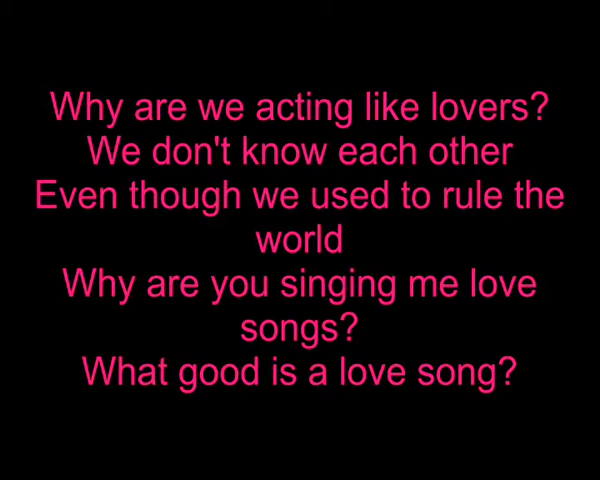 Why are we acting like lovers?
We don't know each other
Even though we used to rule the
world
Why are you singing me love
songs?
What good is a love song?